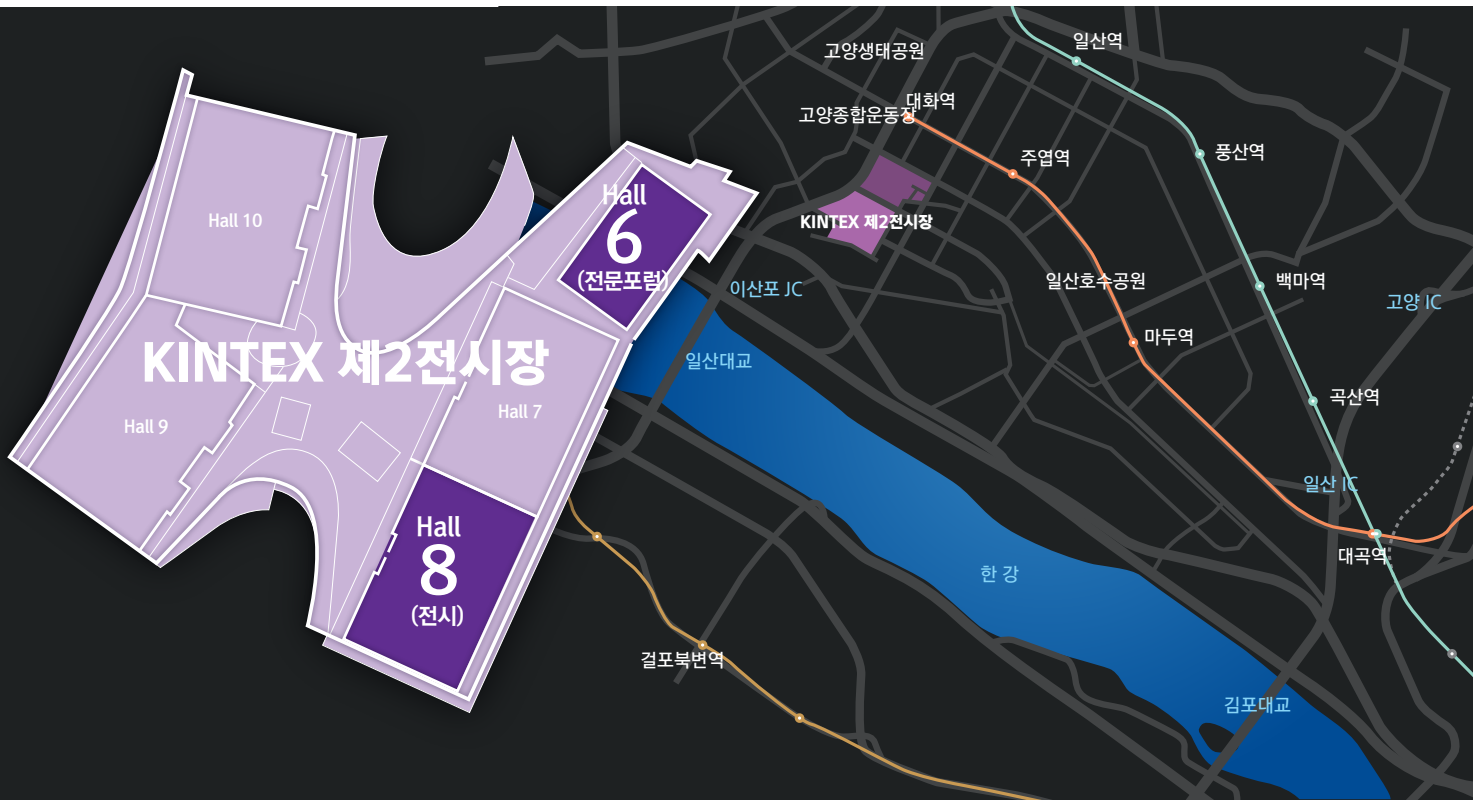 고양생태공원
일산역
대화역
고양종합운동장
주엽역
풍산역
KINTEX 제2전시장
Hall 10
Hall
6
(전문포럼)
이산포 JC
일산호수공원
백마역
고양 IC
마두역
일산대교
KINTEX 제2전시장
Hall 7
Hall 9
곡산역
일산 IC
Hall
8
(전시)
대곡역
한 강
걸포북변역
김포대교